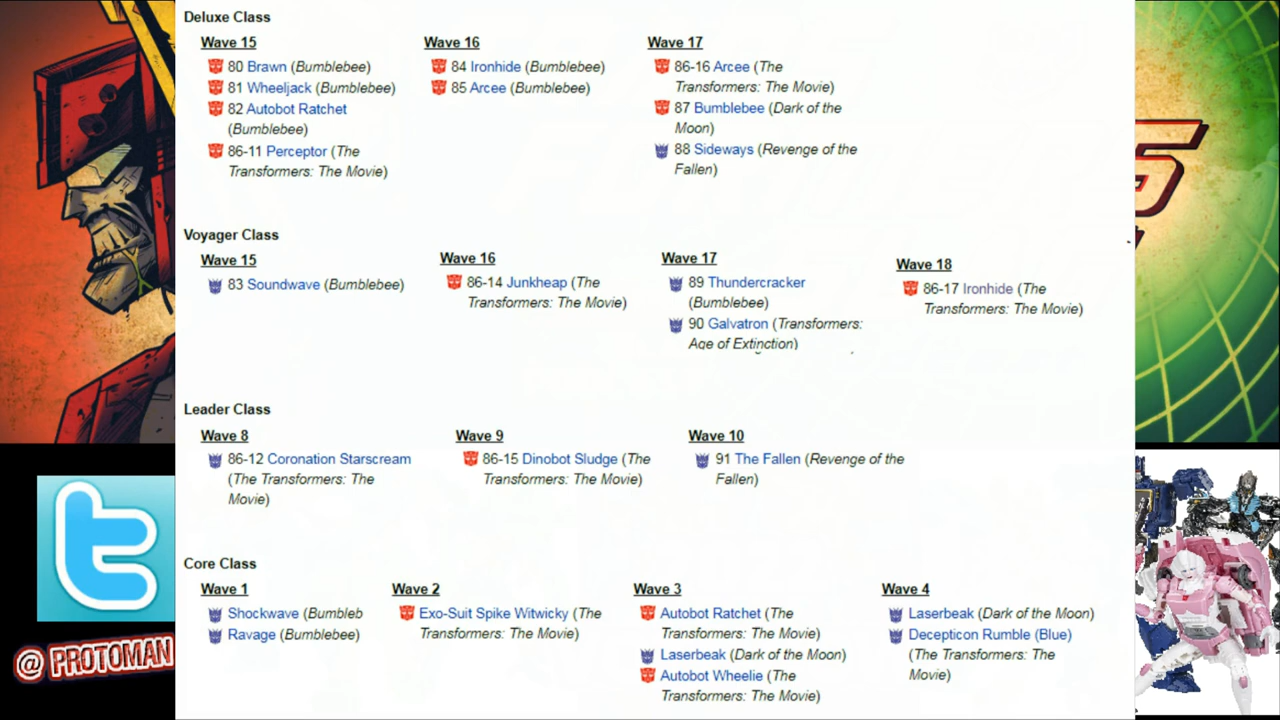 Deluxe Class
Wave 15
80 Brawn (Bumblebee)
81 Wheeljack (Bumblebee)
82 Autobot Ratchet
(Bumblebee)
86-11 Perceptor (The
Transformers: The Movie)
Wave 16
84 Ironhide (Bumblebee)
85 Arcee (Bumblebee)
Wave 17
86-16 Arcee (The
Transformers: The Movie)
87 Bumblebee (Dark of the
Moon)
88 Sideways (Revenge of the
Fallen)
Voyager Class
Wave 15
83 Soundwave (Bumblebee)
Wave 16
86-14 Junkheap (The
Transformers: The Movie)
Wave 17
89 Thundercracker
(Bumblebee)
90 Galvatron (Transformers:
Age of Extinction)
Wave 18
86-17 Ironhide (The
Transformers: The Movie)
Leader Class
Wave 8
86-12 Coronation Starscream
(The Transformers: The
Movie)
Wave 9
86-15 Dinobot Sludge (The
Transformers: The Movie)
Wave 10
91 The Fallen (Revenge of the
Fallen)
Core Class
Wave 1
Shockwave (Bumbleb
Ravage (Bumblebee)
Wave 2
Exo-Suit Spike Witwicky (The
Transformers: The Movie)
Wave 3
Autobot Ratchet (The
Transformers: The Movie)
Laserbeak (Dark of the Moon)
Autobot Wheelie (The
Transformers: The Movie)
Wave 4
Laserbeak (Dark of the Moon)
Decepticon Rumble (Blue)
(The Transformers: The
Movie)
@ PROTOMAN